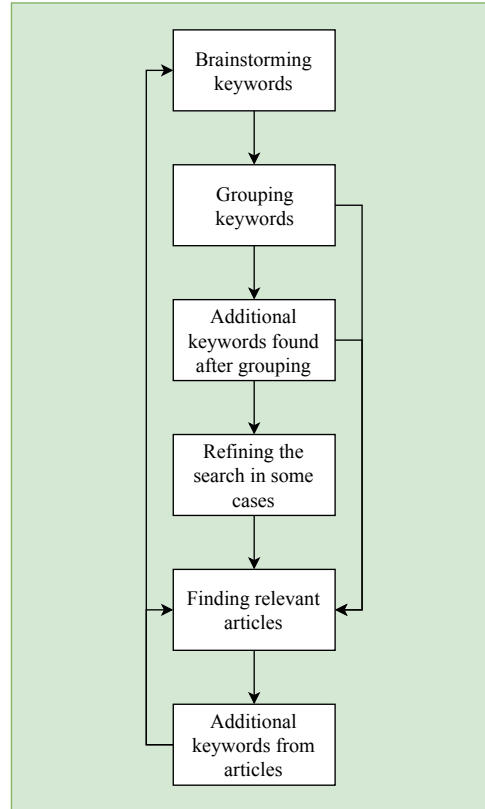 Brainstorming
keywords
Grouping
keywords
Additional
keywords found
after grouping
Refining the
search in some
cases
Finding relevant
articles
Additional
keywords from
articles